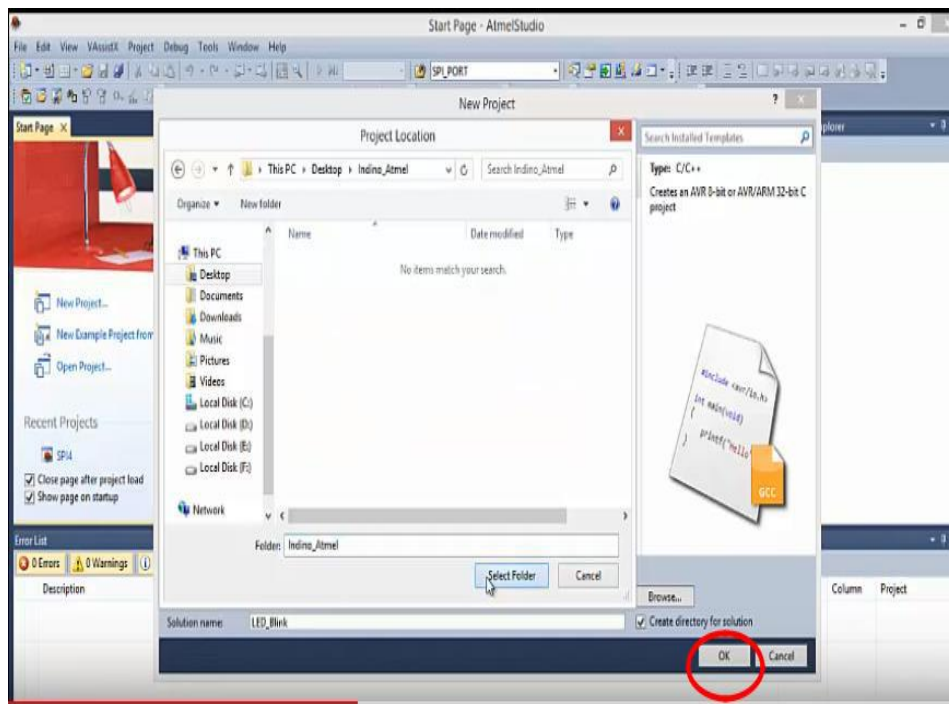 Start Page - AtmelStudio
File Edit View VAssistX Project Debug Tools Window Help
SPI_PORT
New Project
Start Page
Project Location
Search Installed Templates
plorer
This PC Desktop Indino_Atmel
Search Indino_Atmel
Type: C/C++
Creates an AVR 8-bit or AVR/ARM 32-bit C
project
Organize New folder
Name Date modified Type
No items match your search.
This PC
Desktop
Documents
Downloads
Music
Pictures
Videos
Local Disk (C:)
Local Disk (D:)
Local Disk (E:)
Local Disk (F:)
Network
New Project...
New Example Project from
Open Project...
Recent Projects
SPI4
Close page after project load
Show page on startup
#include <avr/io.h>
int main(void)
{
printf("Hello
}
GCC
Folder: Indino_Atmel
Select Folder Cancel
Error List
0 Errors 0 Warnings
Description
Column Project
Browse...
Solution name: LED_Blink
Create directory for solution
OK Cancel